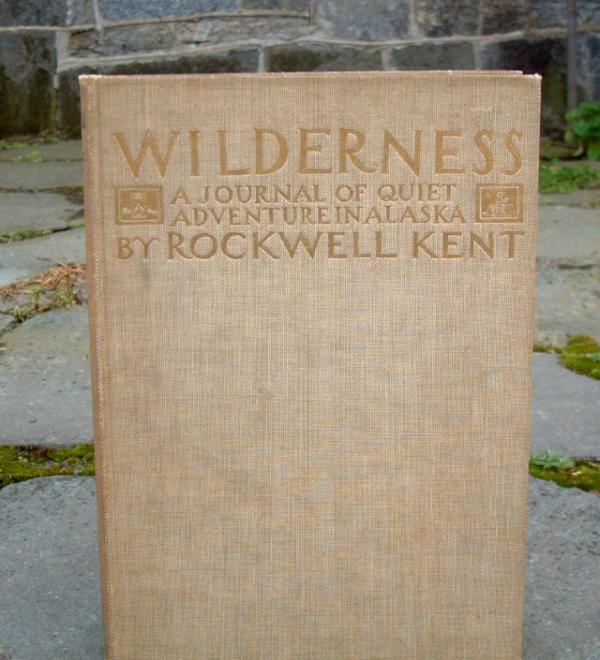 WILDERNESS
A JOURNAL OF QUIET
ADVENTURE IN ALASKA
BY ROCKWELL KENT